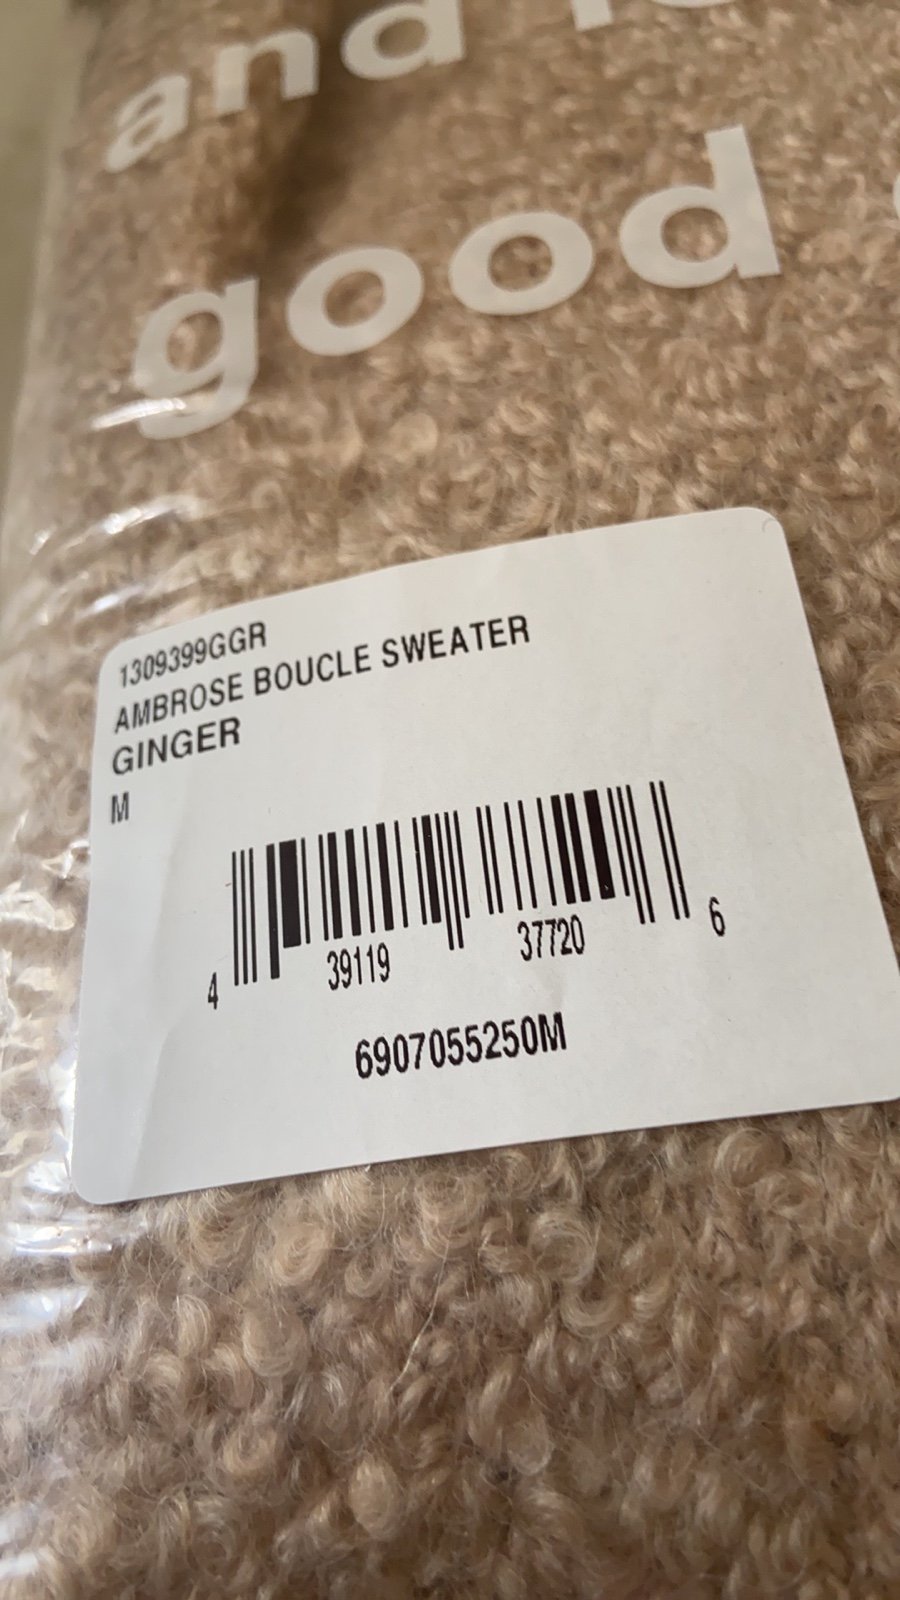 and
good
1309399GGR
AMBROSE BOUCLE SWEATER
GINGER
M
4 39119 37720 6
6907055250M